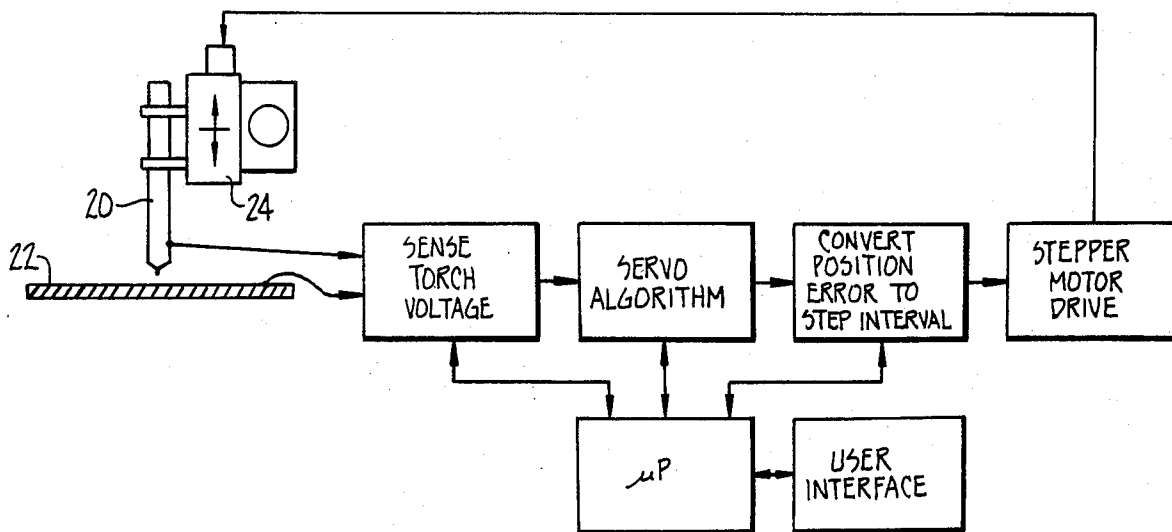 20
24
22
SENSE
TORCH
VOLTAGE
SERVO
ALGORITHM
CONVERT
POSITION
ERROR TO
STEP INTERVAL
STEPPER
MOTOR
DRIVE
μP
USER
INTERFACE